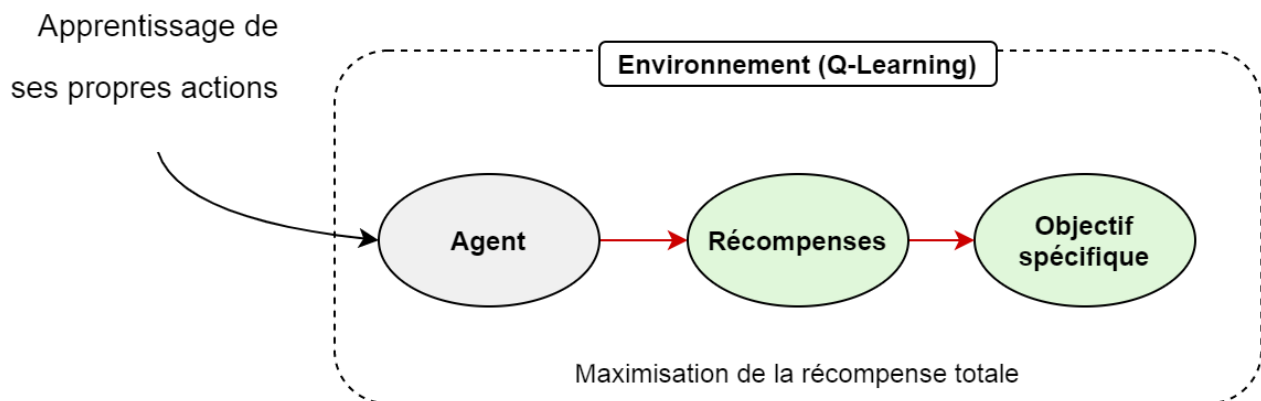 Apprentissage de
ses propres actions
Environnement (Q-Learning)
Agent
Récompenses
Objectif
spécifique
Maximisation de la récompense totale